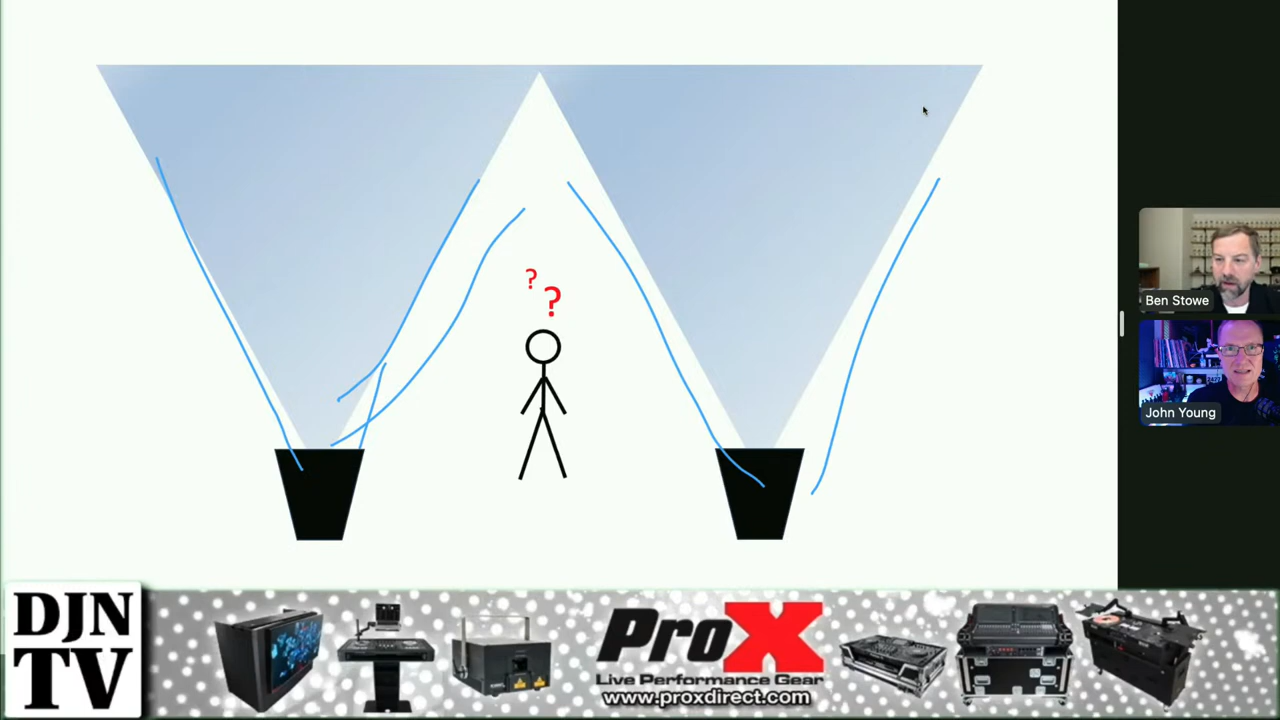 ?
?
Ben Stowe
John Young
DJN
TV
ProX
Live Performance Gear
www.proxdirect.com